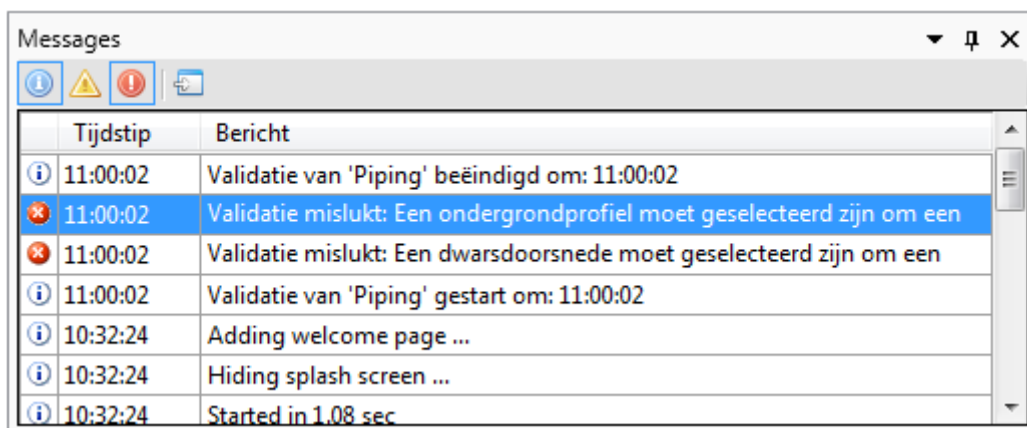 Messages
Tijdstip Bericht
11:00:02 Validatie van 'Piping' beëindigd om: 11:00:02
11:00:02 Validatie mislukt: Een ondergrondprofiel moet geselecteerd zijn om een
11:00:02 Validatie mislukt: Een dwarsdoorsnede moet geselecteerd zijn om een
11:00:02 Validatie van 'Piping' gestart om: 11:00:02
10:32:24 Adding welcome page ...
10:32:24 Hiding splash screen ...
10:32:24 Started in 1,08 sec